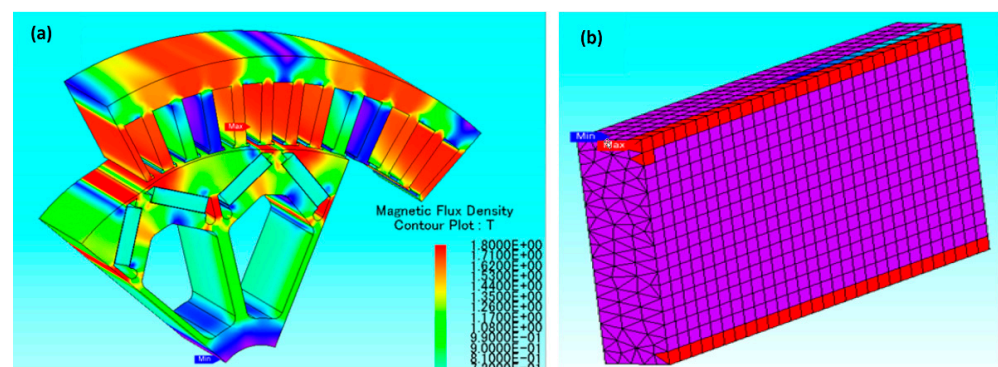 (a)
Max
Magnetic Flux Density
Contour Plot : T
1.8000E+00
1.7100E+00
1.6200E+00
1.5300E+00
1.4400E+00
1.3500E+00
1.2600E+00
1.1700E+00
1.0800E+00
9.9000E-01
9.0000E-01
8.1000E-01
Min
(b)
Min
Max